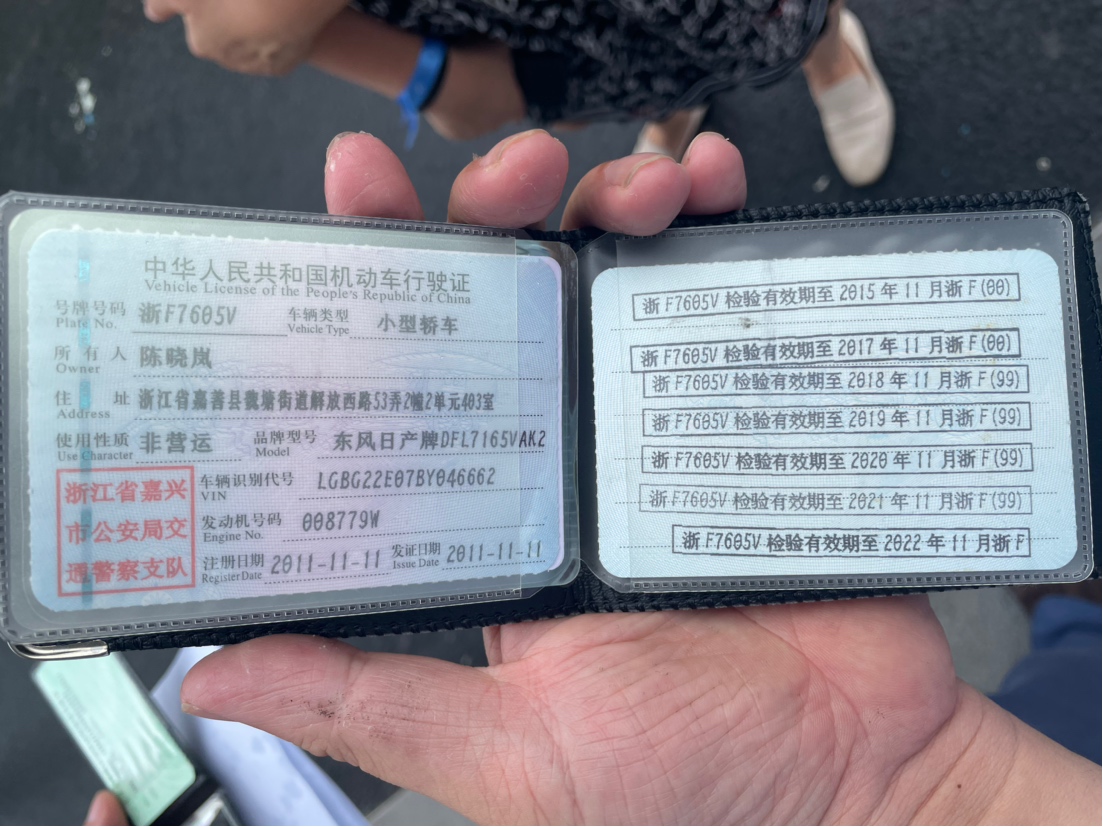 中华人民共和国机动车行驶证
Vehicle License of the People's Republic of China
号牌号码 浙F7605V 车辆类型 小型轿车
Plate No. Vehicle Type
所有人 陈晓岚
Owner
住址 浙江省嘉善县魏塘街道解放西路53弄2幢2单元403室
Address
使用性质 非营运 品牌型号 东风日产牌DFL7165VAK2
Use Character Model
车辆识别代号 LGBG22E07BY046662
VIN
发动机号码 008779W
Engine No.
注册日期 2011-11-11 发证日期 2011-11-11
Register Date Issue Date
浙江省嘉兴
市公安局交
通警察支队
浙F7605V 检验有效期至 2015 年 11 月浙F(00)
浙F7605V 检验有效期至 2017 年 11 月浙F(00)
浙F7605V 检验有效期至 2018 年 11 月浙F(99)
浙F7605V 检验有效期至 2019 年 11 月浙F(99)
浙F7605V 检验有效期至 2020 年 11 月浙F(99)
浙F7605V 检验有效期至 2021 年 11 月浙F(99)
浙F7605V 检验有效期至 2022 年 11 月浙F